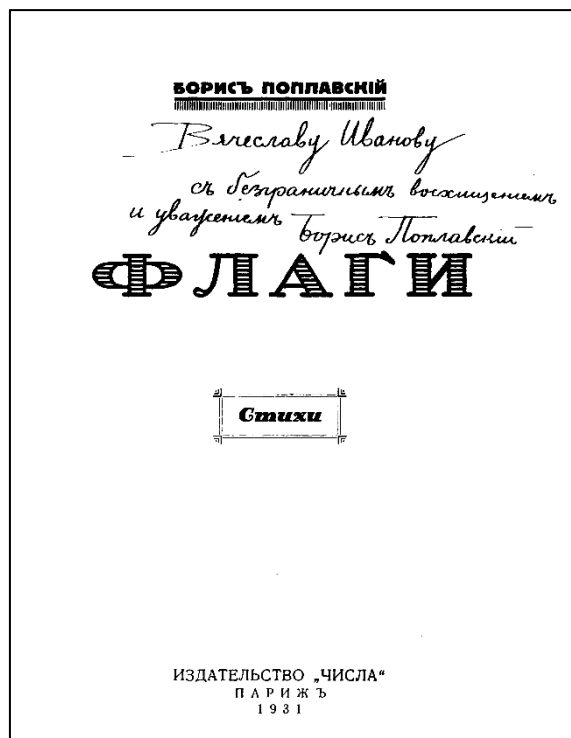 БОРИСЪ ПОПЛАВСКІЙ
Вячеславу Иванову
съ безграничнымъ восхищеніемъ
и уваженіемъ Борисъ Поплавскій
ФЛАГИ
Стихи
ИЗДАТЕЛЬСТВО „ЧИСЛА“
ПАРИЖЪ
1931